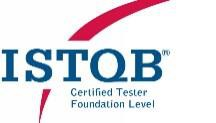 ISTQB®
Certified Tester
Foundation Level